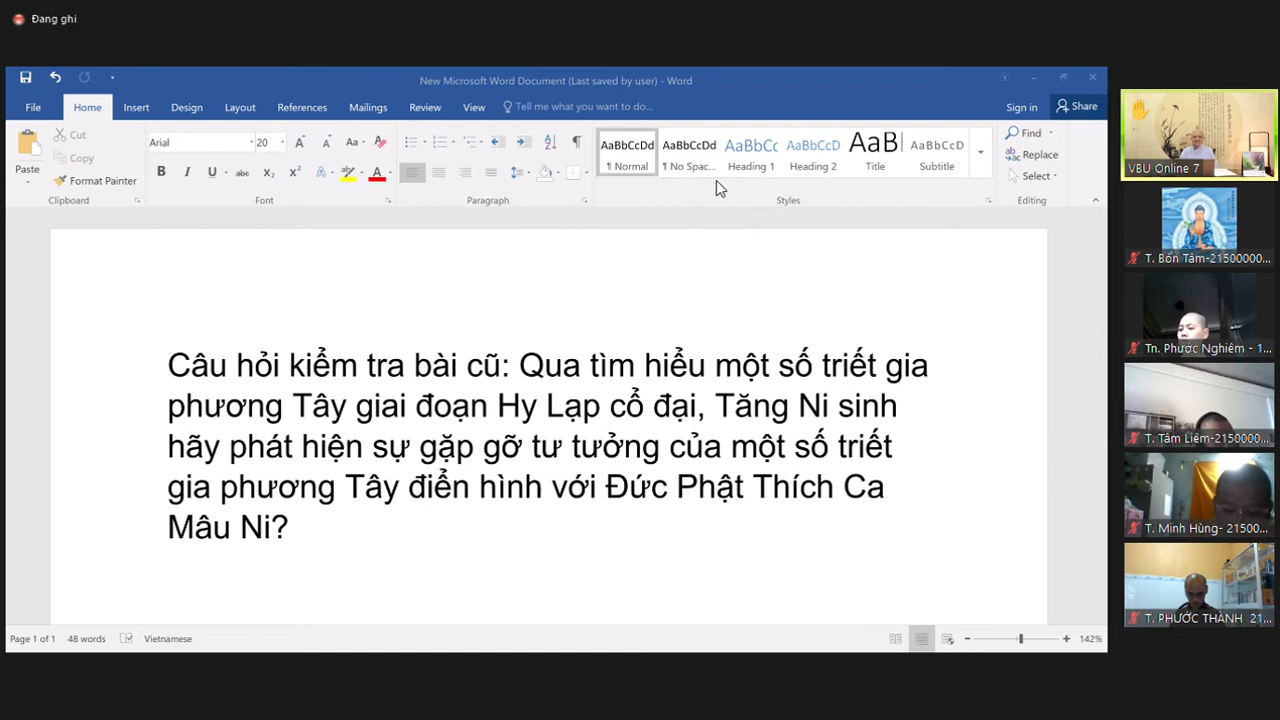 Đang ghi
New Microsoft Word Document (Last saved by user) - Word
File Home Insert Design Layout References Mailings Review View Tell me what you want to do... Sign in Share
Paste
Cut
Copy
Format Painter
Clipboard
Arial 20
Aa
B I U abc X₂ X² A A
Font
Paragraph
AaBbCcDd AaBbCcDd AaBbCc AaBbCcD AaB AaBbCcD
¶ Normal ¶ No Spac... Heading 1 Heading 2 Title Subtitle
Styles
Find
Replace
Select
Editing
Câu hỏi kiểm tra bài cũ: Qua tìm hiểu một số triết gia
phương Tây giai đoạn Hy Lạp cổ đại, Tăng Ni sinh
hãy phát hiện sự gặp gỡ tư tưởng của một số triết
gia phương Tây điển hình với Đức Phật Thích Ca
Mâu Ni?
Page 1 of 1 48 words Vietnamese 142%
VBU Online 7
T. Bổn Tâm-21500000...
Tn. Phước Nghiêm - 1...
T. Tâm Liêm-2150000...
T. Minh Hùng- 21500...
T. PHƯỚC THÀNH 21...